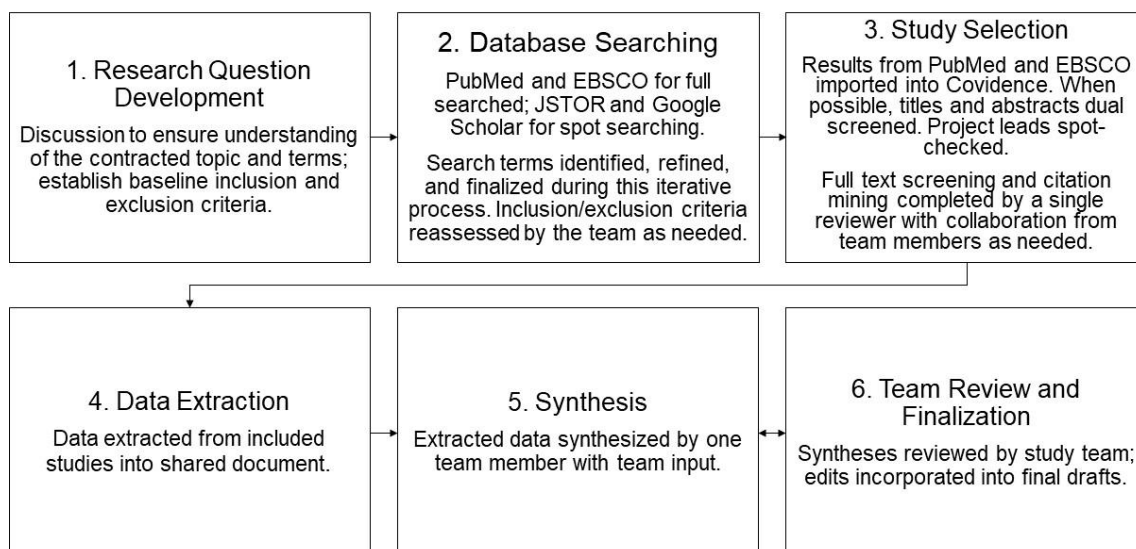 1. Research Question
Development
Discussion to ensure understanding
of the contracted topic and terms;
establish baseline inclusion and
exclusion criteria.
2. Database Searching
PubMed and EBSCO for full
searched; JSTOR and Google
Scholar for spot searching.
Search terms identified, refined,
and finalized during this iterative
process. Inclusion/exclusion criteria
reassessed by the team as needed.
3. Study Selection
Results from PubMed and EBSCO
imported into Covidence. When
possible, titles and abstracts dual
screened. Project leads spot-
checked.
Full text screening and citation
mining completed by a single
reviewer with collaboration from
team members as needed.
4. Data Extraction
Data extracted from included
studies into shared document.
5. Synthesis
Extracted data synthesized by one
team member with team input.
6. Team Review and
Finalization
Syntheses reviewed by study team;
edits incorporated into final drafts.